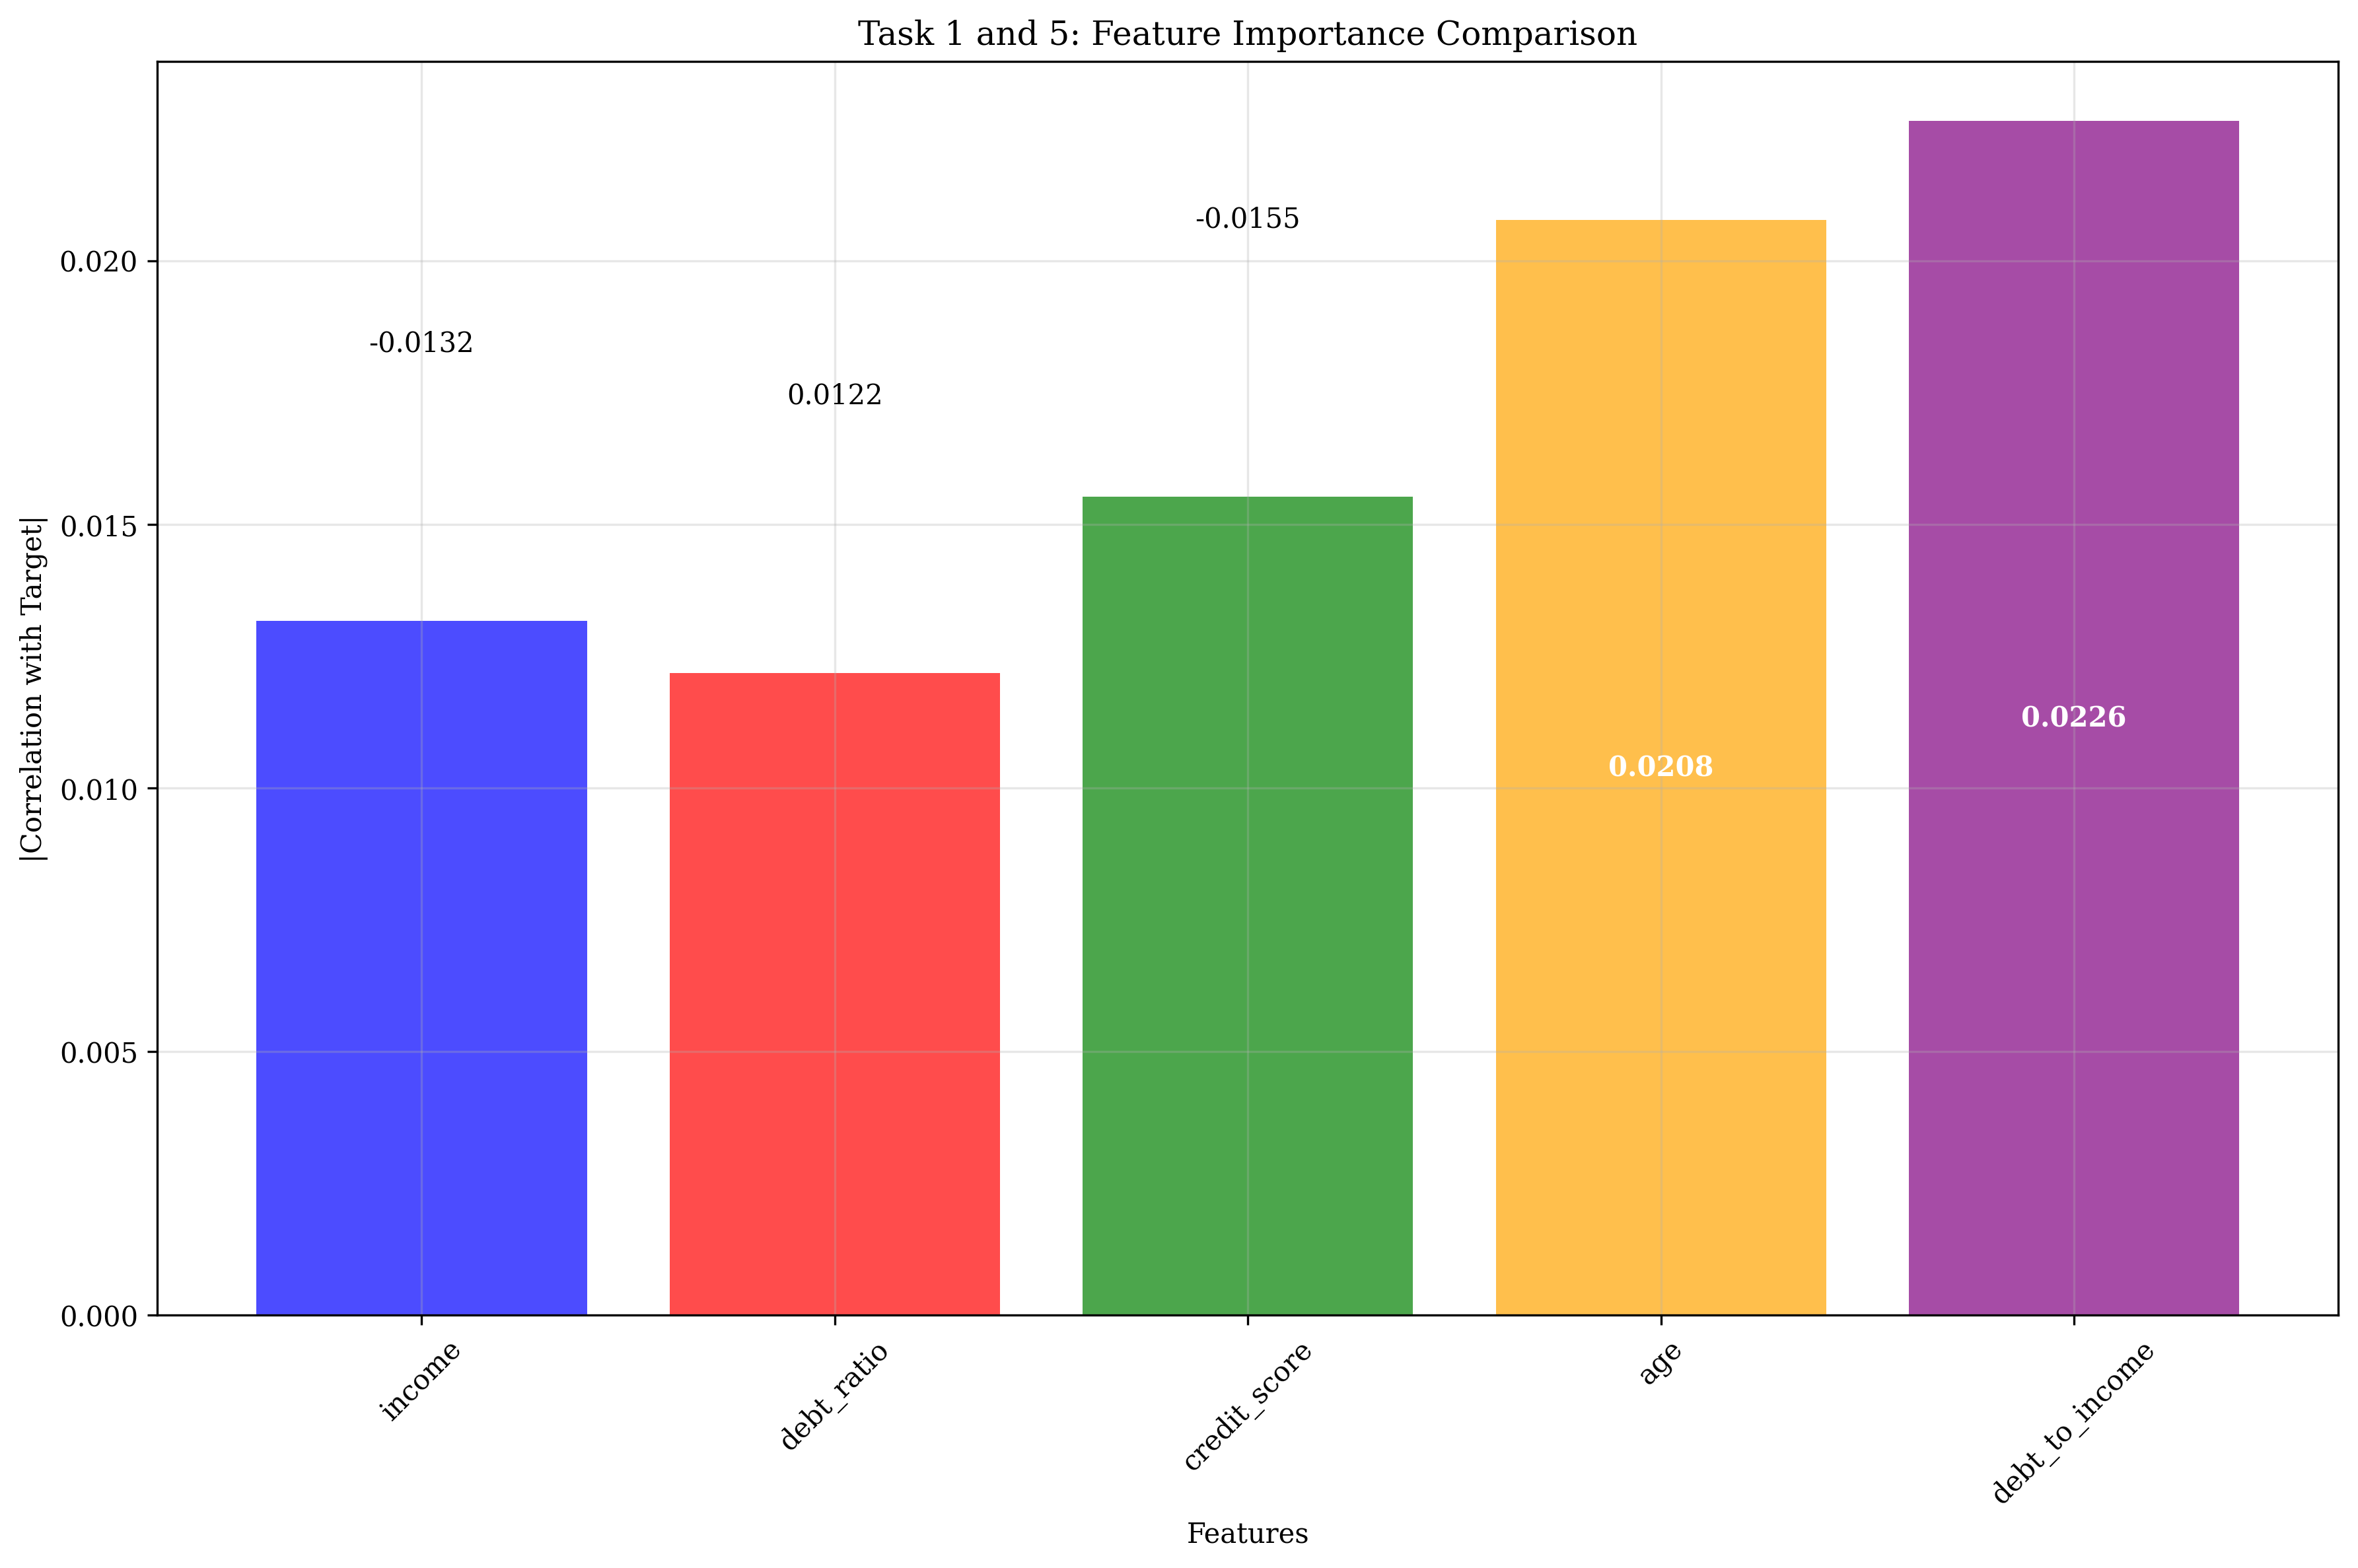 Task 1 and 5: Feature Importance Comparison
|Correlation with Target|
0.020
0.015
0.010
0.005
0.000
-0.0132
0.0122
-0.0155
0.0208
0.0226
income
debt_ratio
credit_score
age
debt_to_income
Features